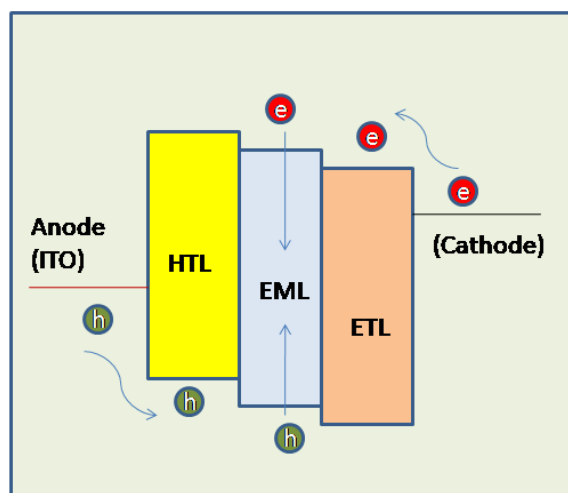 e
e
e
Anode
(ITO)
(Cathode)
HTL
EML
ETL
h
h
h